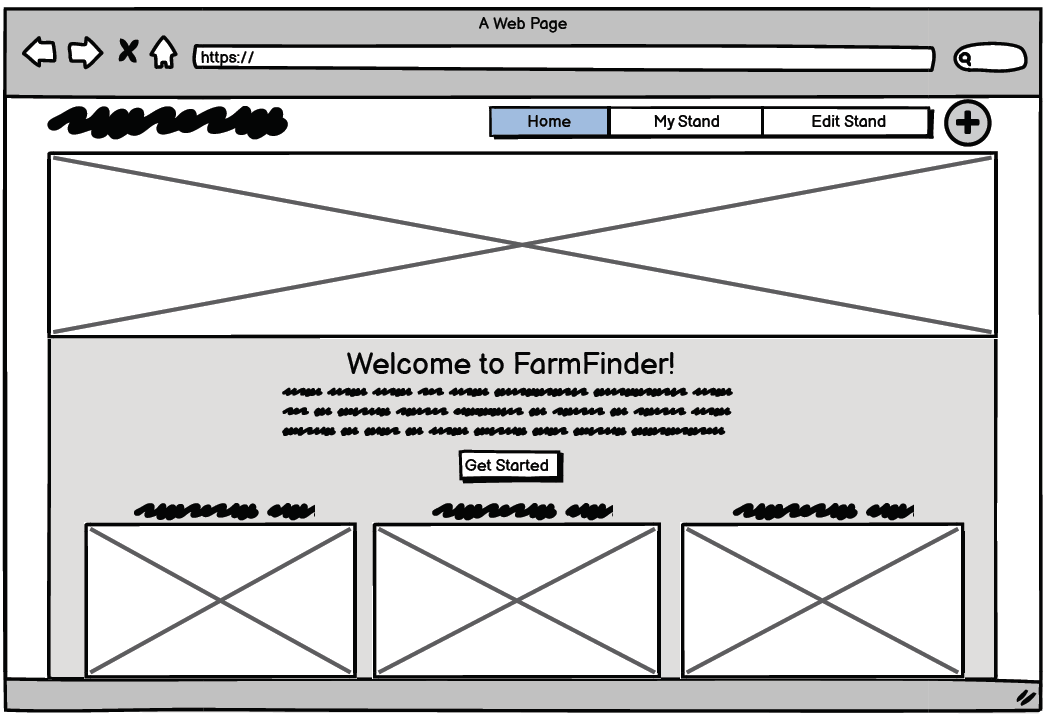 A Web Page
https://
Home My Stand Edit Stand
Welcome to FarmFinder!
Get Started